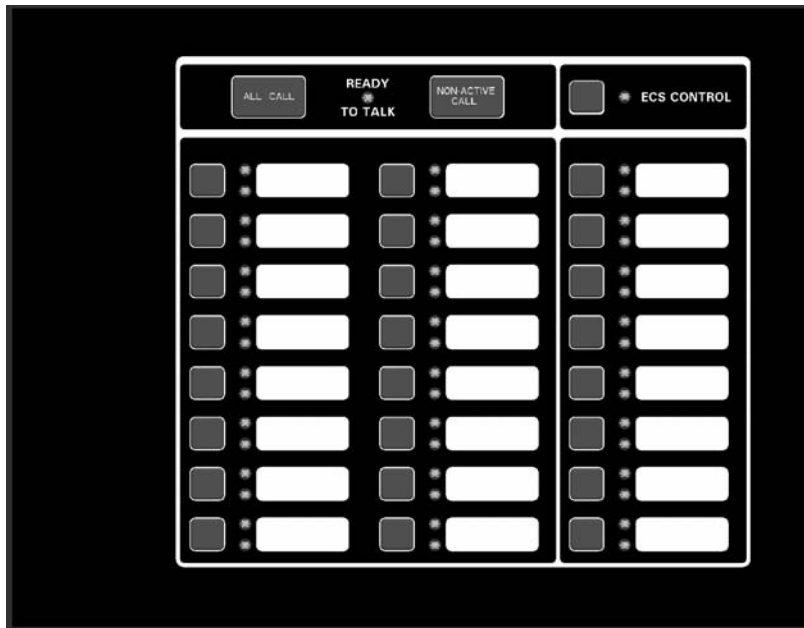 ALL CALL
READY
TO TALK
NON-ACTIVE
CALL
ECS CONTROL